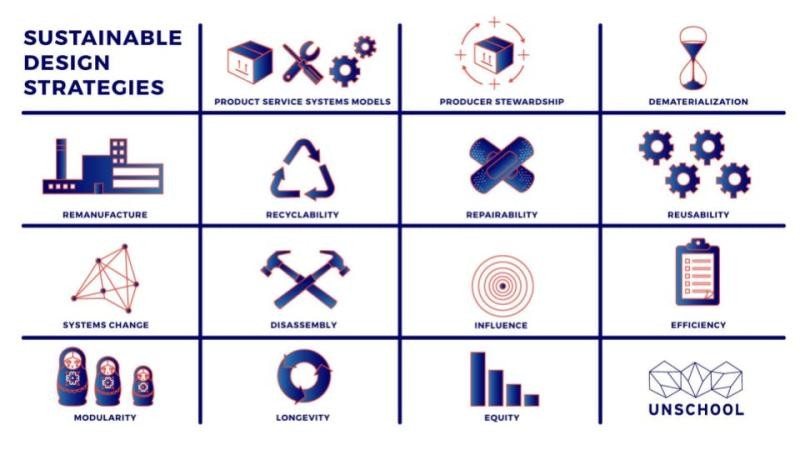 SUSTAINABLE
DESIGN
STRATEGIES
PRODUCT SERVICE SYSTEMS MODELS
PRODUCER STEWARDSHIP
DEMATERIALIZATION
REMANUFACTURE
RECYCLABILITY
REPAIRABILITY
REUSABILITY
SYSTEMS CHANGE
DISASSEMBLY
INFLUENCE
EFFICIENCY
MODULARITY
LONGEVITY
EQUITY
UNSCHOOL